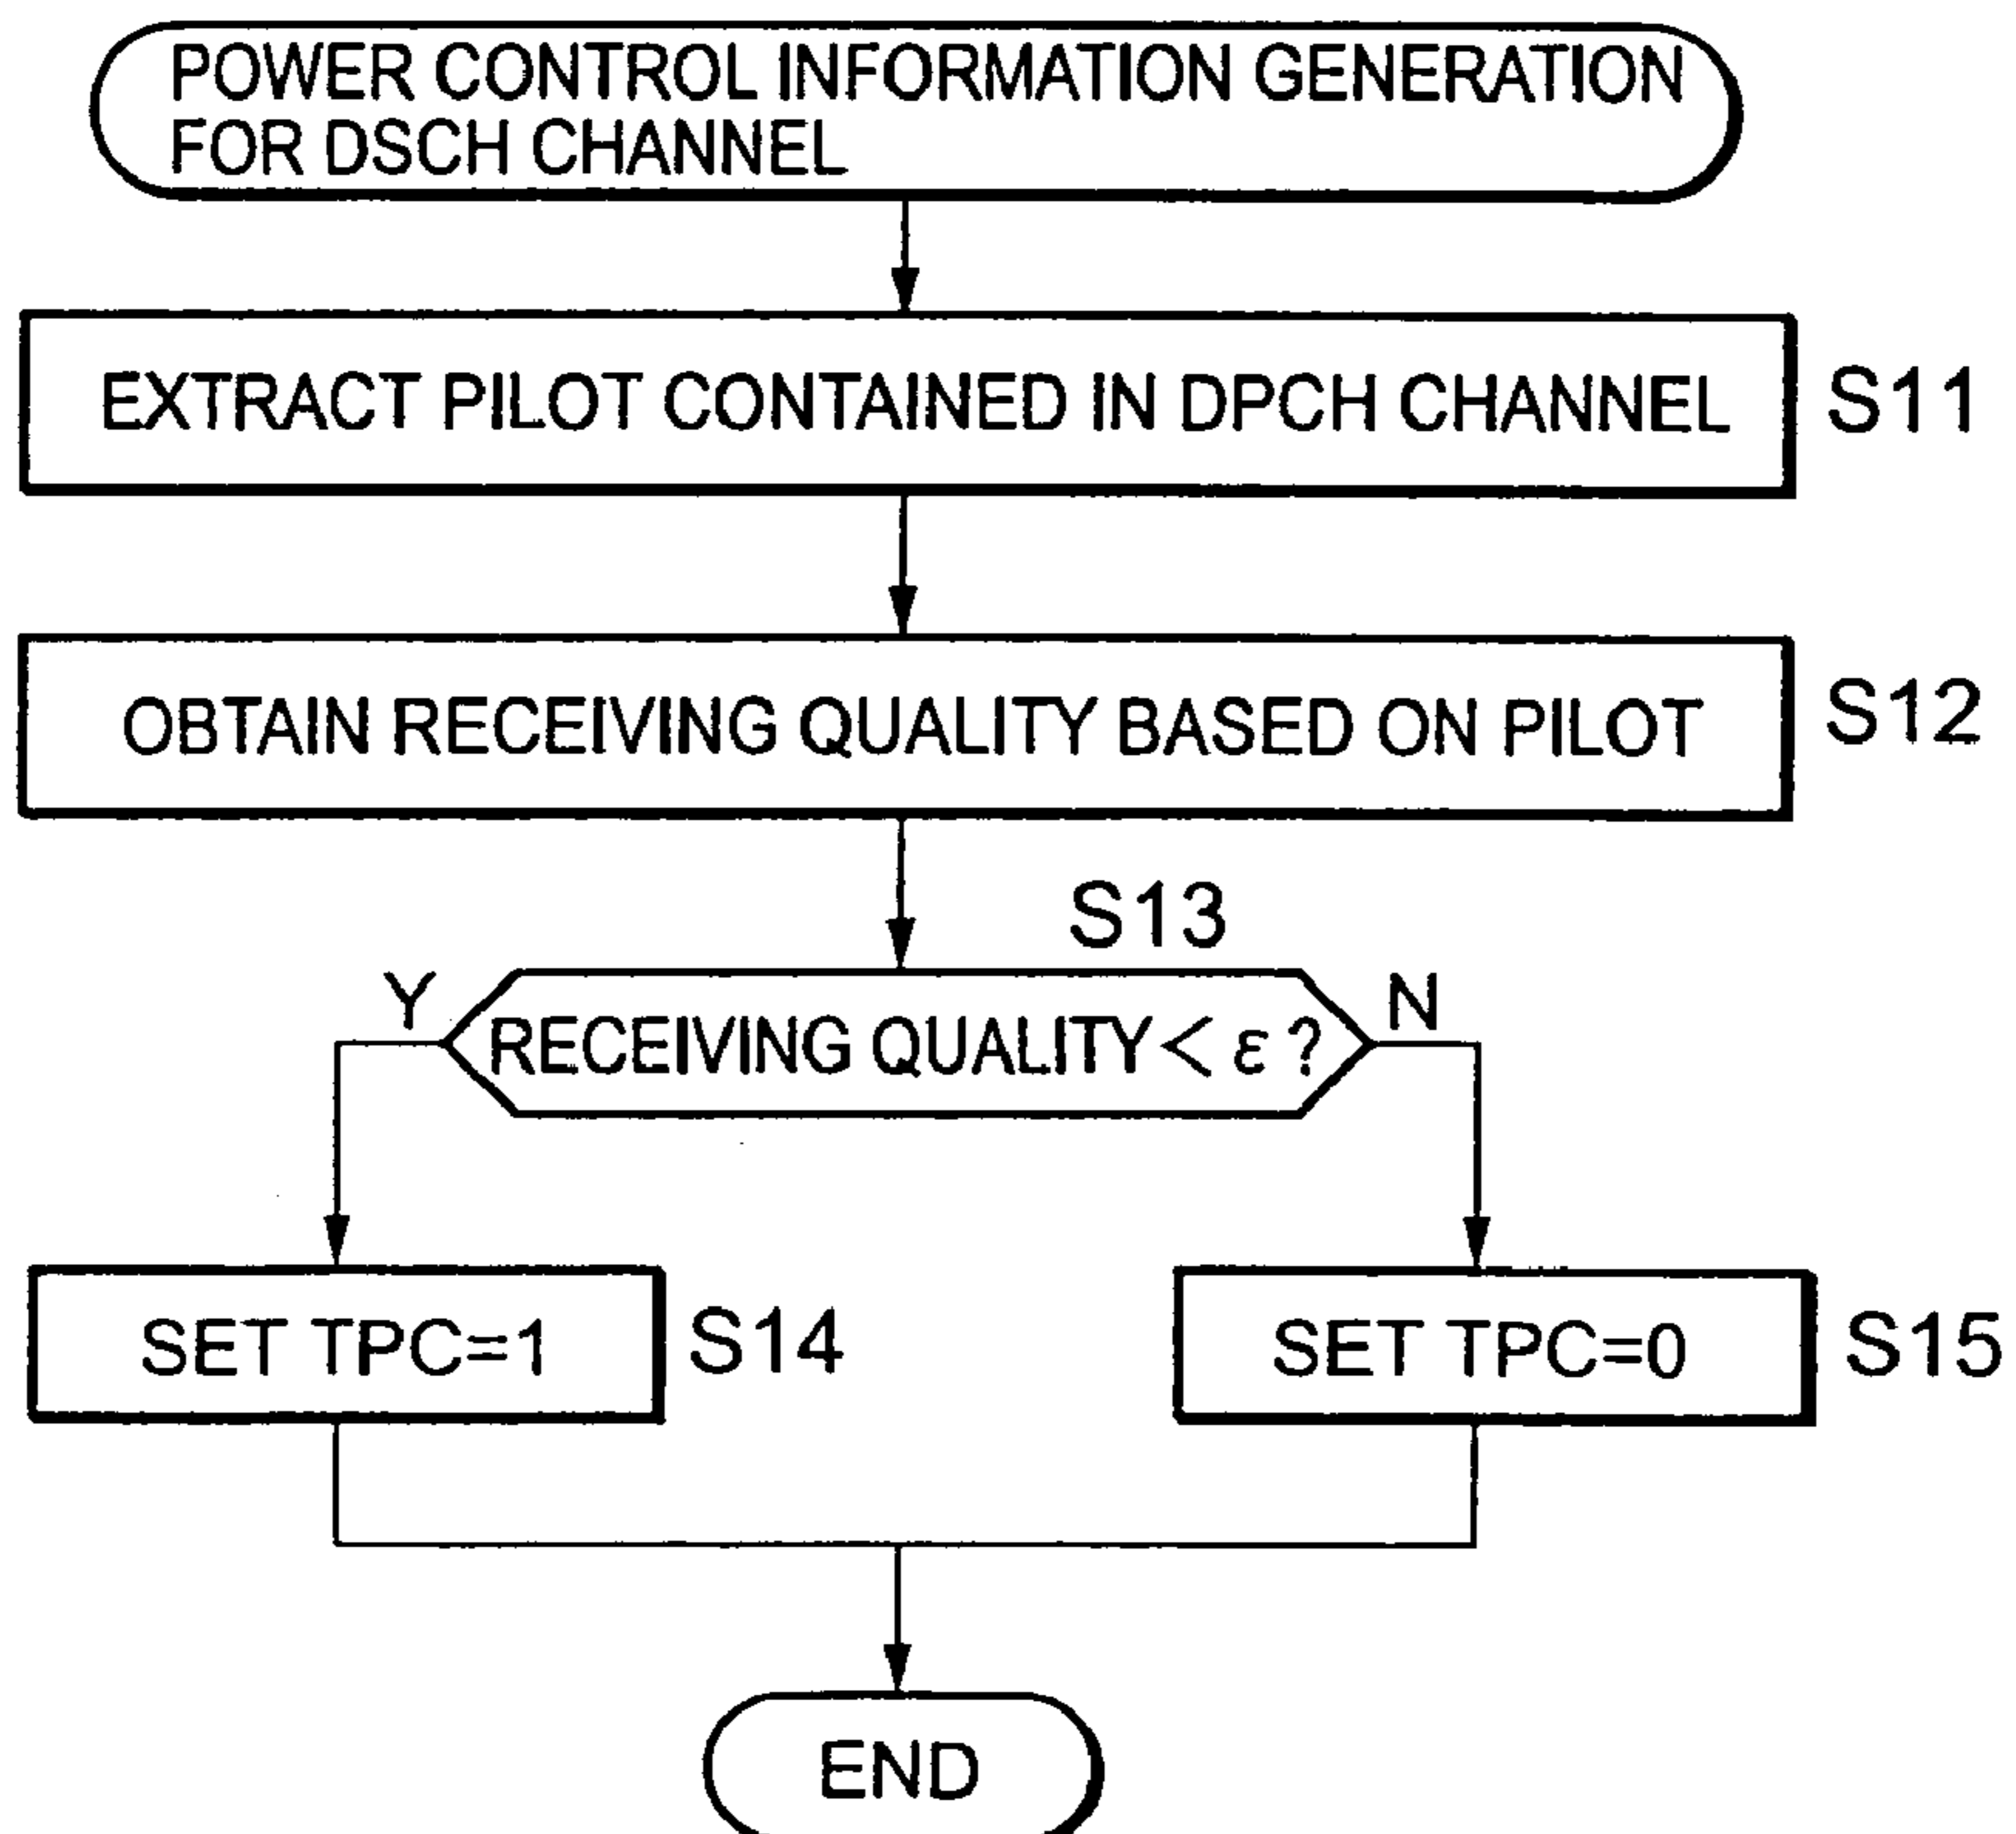 POWER CONTROL INFORMATION GENERATION
FOR DSCH CHANNEL
EXTRACT PILOT CONTAINED IN DPCH CHANNEL
S11
OBTAIN RECEIVING QUALITY BASED ON PILOT
S12
S13
Y
RECEIVING QUALITY < ε ?
N
SET TPC=1
S14
SET TPC=0
S15
END